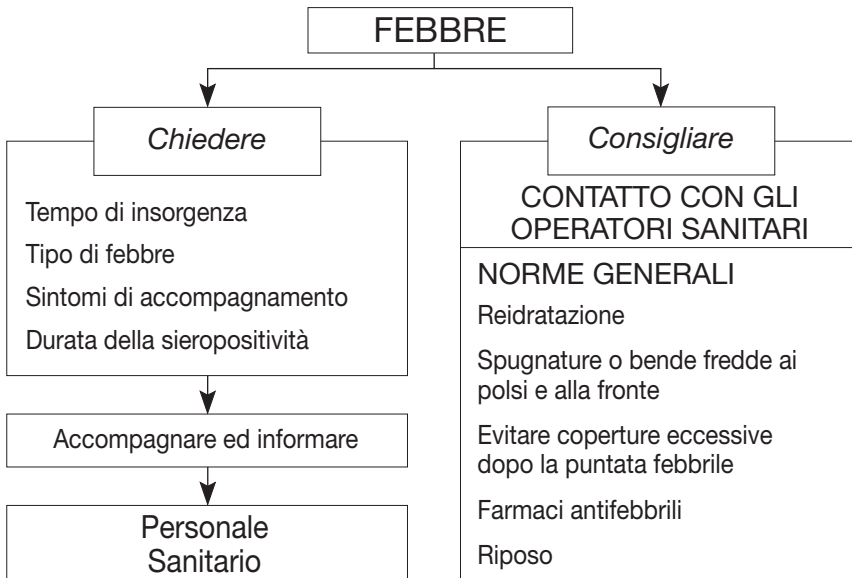 FEBBRE
Chiedere
Tempo di insorgenza
Tipo di febbre
Sintomi di accompagnamento
Durata della sieropositività
Accompagnare ed informare
Personale
Sanitario
Consigliare
CONTATTO CON GLI
OPERATORI SANITARI
NORME GENERALI
Reidratazione
Spugnature o bende fredde ai
polsi e alla fronte
Evitare coperture eccessive
dopo la puntata febbrile
Farmaci antifebbrili
Riposo